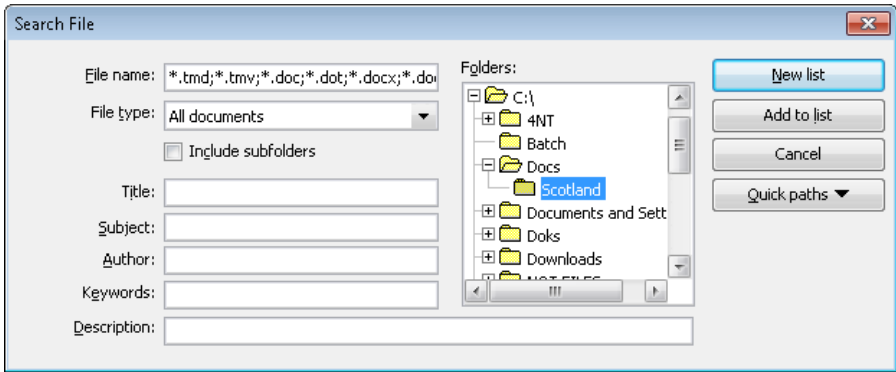 Search File
File name: *.tmd;*.tmv;*.doc;*.dot;*.docx;*.do
File type: All documents
Include subfolders
Title:
Subject:
Author:
Keywords:
Description:
Folders:
C:\
4NT
Batch
Docs
Scotland
Documents and Sett
Doks
Downloads
New list
Add to list
Cancel
Quick paths